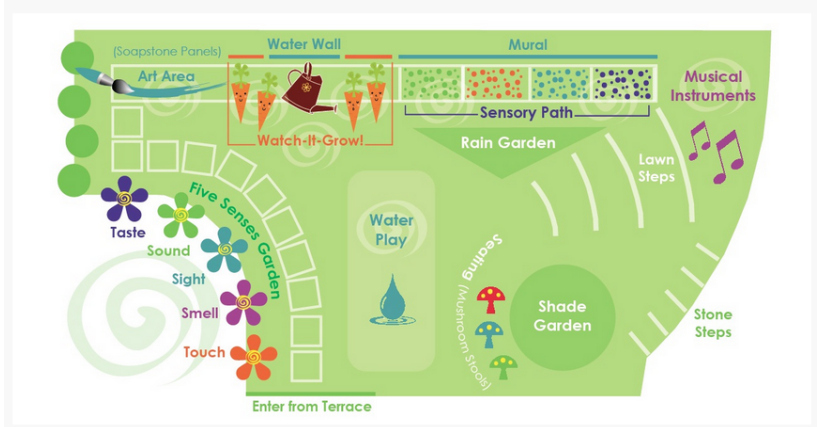 (Soapstone Panels)
Water Wall
Mural
Art Area
Musical
Instruments
Sensory Path
Watch-It-Grow!
Rain Garden
Lawn
Steps
Five Senses Garden
Taste
Sound
Sight
Smell
Touch
Water
Play
Seating (Mushroom Stools)
Shade
Garden
Stone
Steps
Enter from Terrace